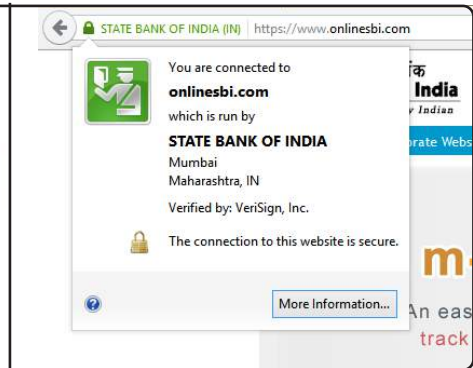 STATE BANK OF INDIA (IN) https://www.onlinesbi.com
You are connected to
onlinesbi.com
which is run by
STATE BANK OF INDIA
Mumbai
Maharashtra, IN
Verified by: VeriSign, Inc.
The connection to this website is secure.
More Information...
India
Indian
orate Webs
m
An eas
track